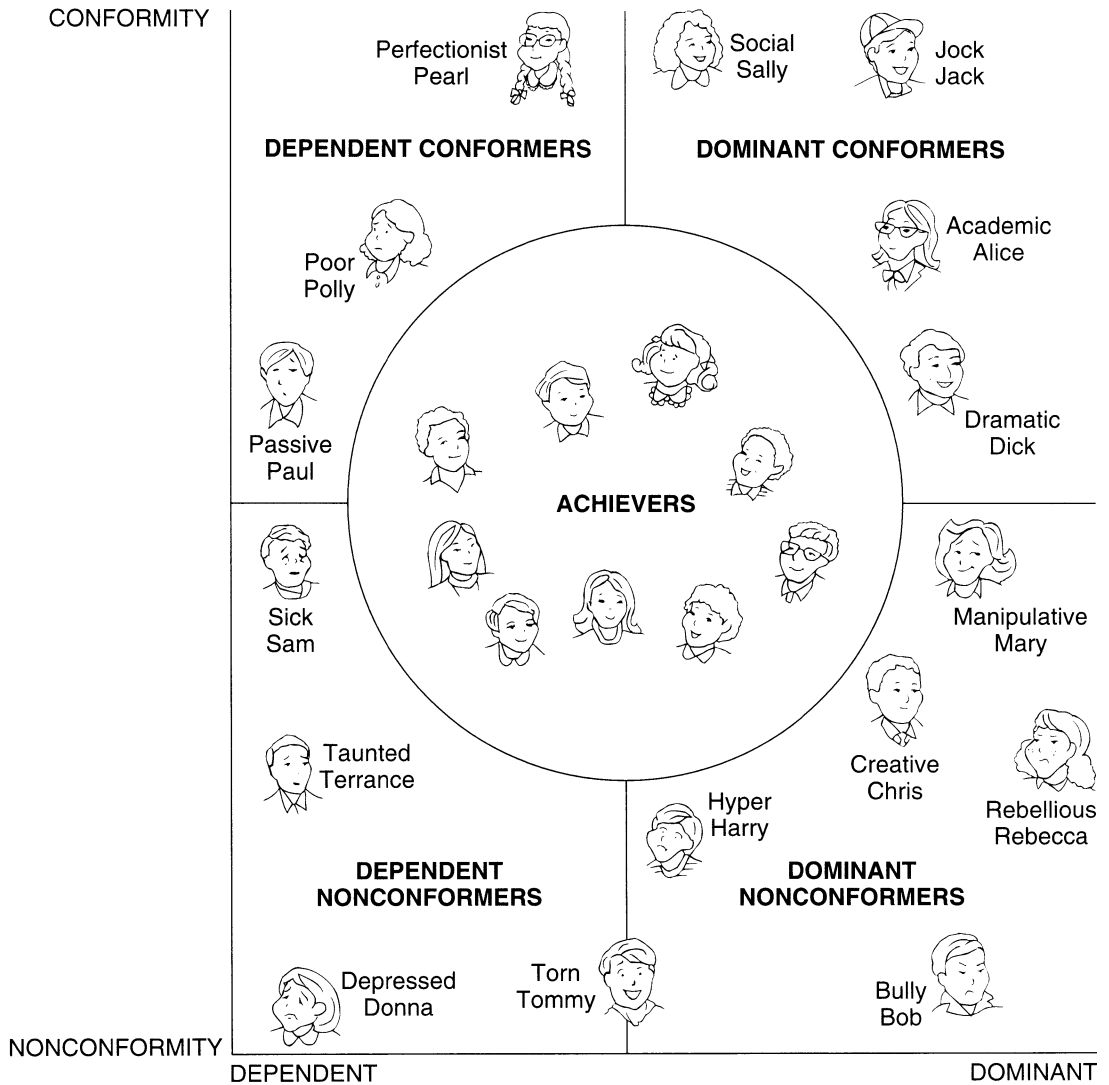 CONFORMITY
Perfectionist
Pearl
Social
Sally
Jock
Jack
DEPENDENT CONFORMERS
DOMINANT CONFORMERS
Poor
Polly
Academic
Alice
Passive
Paul
Dramatic
Dick
ACHIEVERS
Sick
Sam
Manipulative
Mary
Taunted
Terrance
Creative
Chris
Rebellious
Rebecca
Hyper
Harry
DEPENDENT
NONCONFORMERS
DOMINANT
NONCONFORMERS
Depressed
Donna
Torn
Tommy
Bully
Bob
NONCONFORMITY
DEPENDENT
DOMINANT